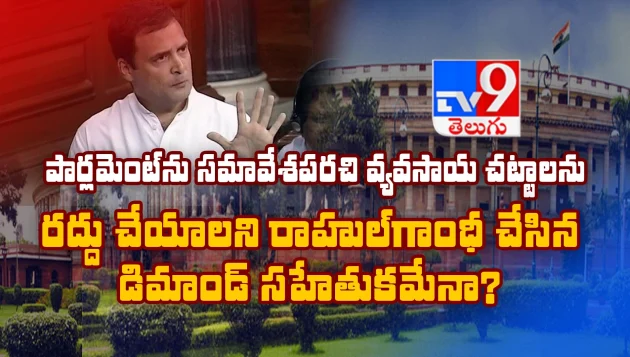 TV9
తెలుగు
పార్లమెంట్‌ను సమావేశపరచి వ్యవసాయ చట్టాలను
రద్దు చేయాలని రాహుల్‌గాంధీ చేసిన
డిమాండ్ సహేతుకమేనా?